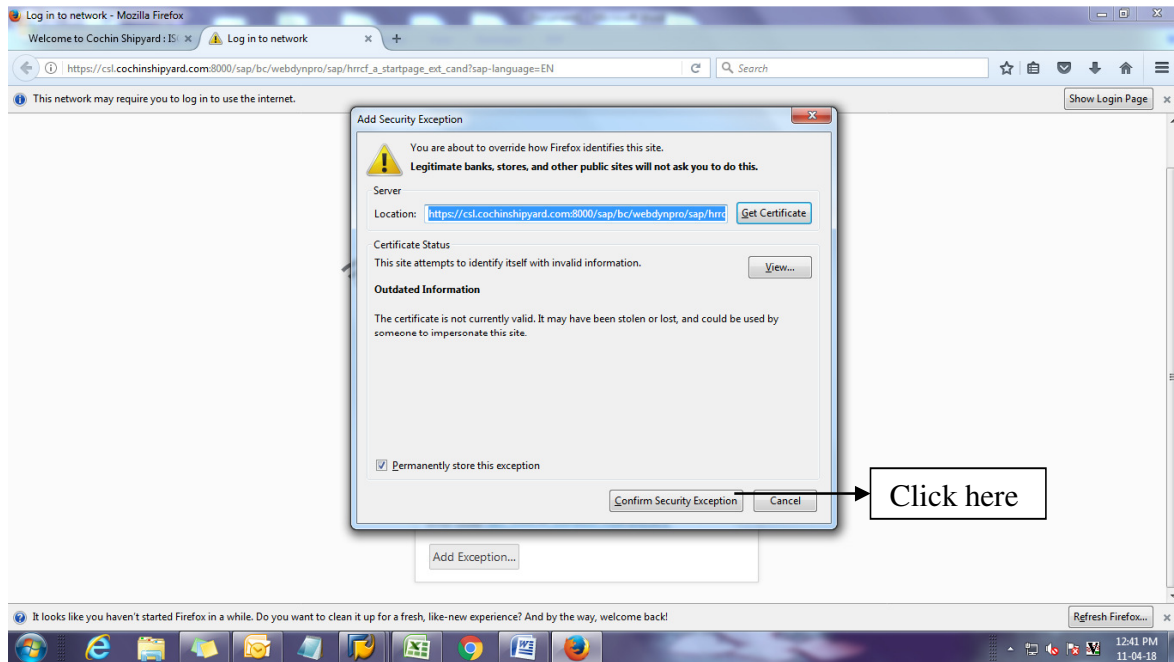 Log in to network - Mozilla Firefox
Welcome to Cochin Shipyard : IS
Log in to network
https://csl.cochinshipyard.com:8000/sap/bc/webdynpro/sap/hrrcf_a_startpage_ext_cand?sap-language=EN
Search
This network may require you to log in to use the internet.
Show Login Page
Add Security Exception
You are about to override how Firefox identifies this site.
Legitimate banks, stores, and other public sites will not ask you to do this.
Server
Location: https://csl.cochinshipyard.com:8000/sap/bc/webdynpro/sap/hrrc
Get Certificate
Certificate Status
This site attempts to identify itself with invalid information.
View...
Outdated Information
The certificate is not currently valid. It may have been stolen or lost, and could be used by
someone to impersonate this site.
Permanently store this exception
Confirm Security Exception
Cancel
Click here
Add Exception...
It looks like you haven't started Firefox in a while. Do you want to clean it up for a fresh, like-new experience? And by the way, welcome back!
Refresh Firefox...
12:41 PM
11-04-18